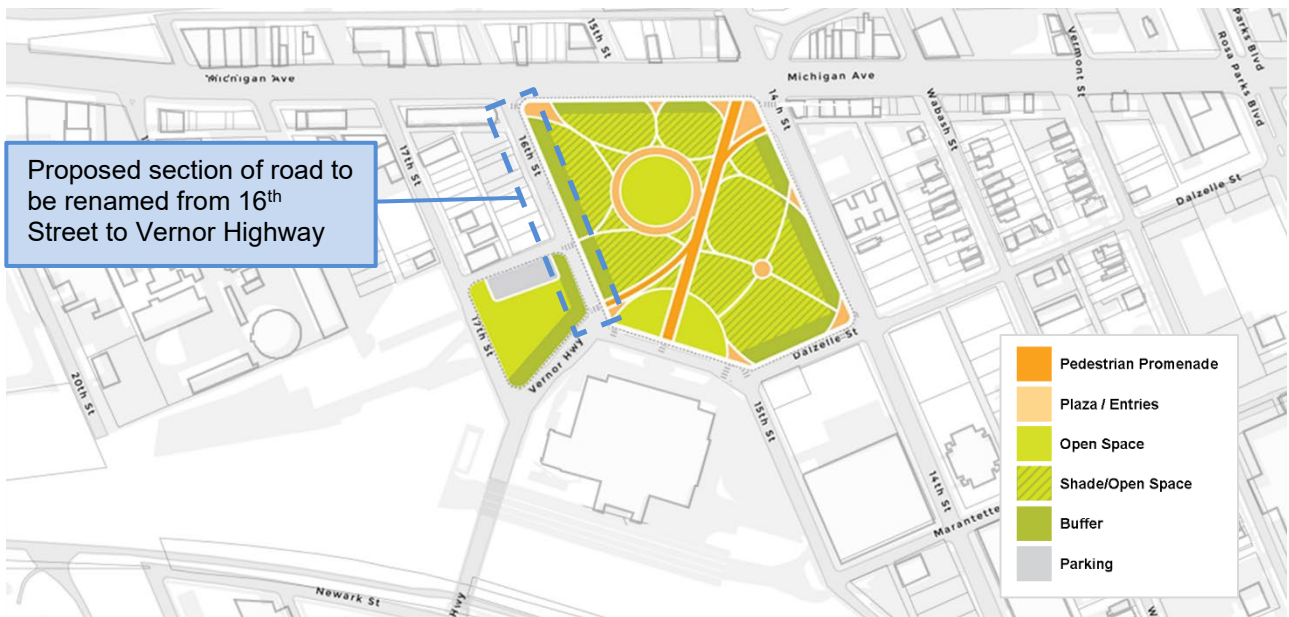 15th St
Michigan Ave
Michigan Ave
Vermont St
Parks Blvd
Rosa Parks Blvd
14th St
Wabash St
17th St
16th St
Proposed section of road to
be renamed from 16th
Street to Vernor Highway
Dalzelle St
17th St
Vernor Hwy
Dalzelle St
20th St
15th St
14th St
Marantette
Newark St
Hwy
Pedestrian Promenade
Plaza / Entries
Open Space
Shade/Open Space
Buffer
Parking